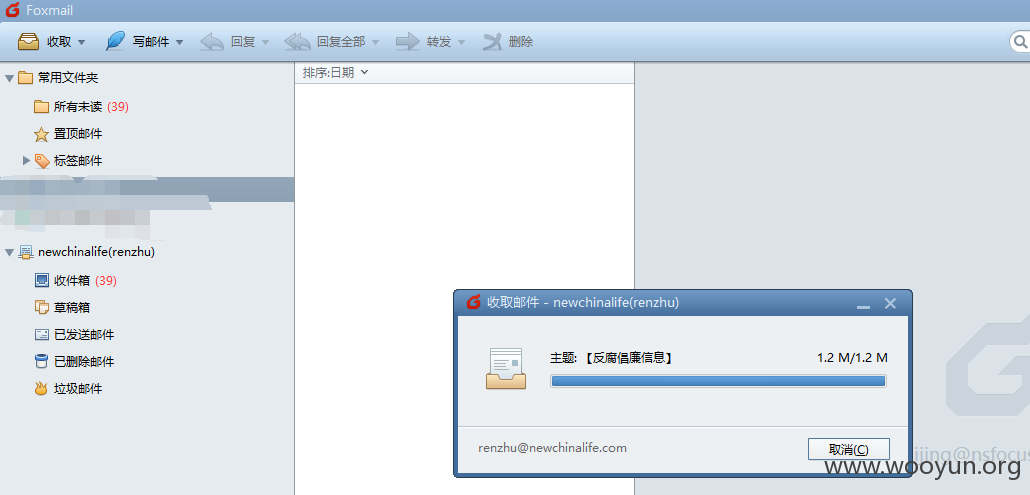 Foxmail
收取 写邮件 回复 回复全部 转发 删除
常用文件夹
所有未读 (39)
置顶邮件
标签邮件
newchinalife(renzhu)
收件箱 (39)
草稿箱
已发送邮件
已删除邮件
垃圾邮件
排序:日期
收取邮件 - newchinalife(renzhu)
主题: 【反腐倡廉信息】 1.2 M/1.2 M
renzhu@newchinalife.com
取消(C)
www.wooyun.org